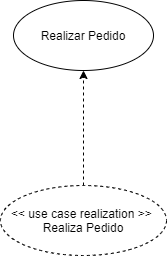 Realizar Pedido
<< use case realization >>
Realiza Pedido